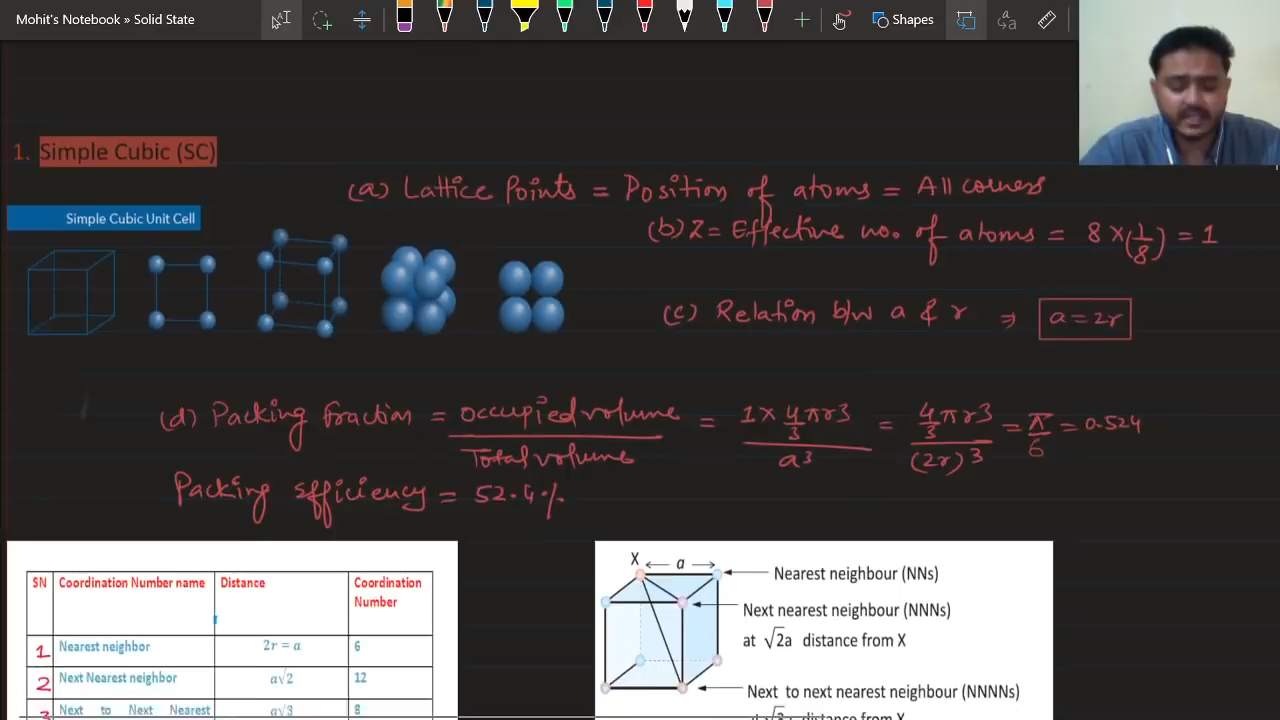 Mohit's Notebook » Solid State
Shapes
1. Simple Cubic (SC)
(a) Lattice Points = Position of atoms = All corners
Simple Cubic Unit Cell
(b) Z = Effective no. of atoms = 8 × (1/8) = 1
(c) Relation b/w a & r ⇒ a = 2r
(d) Packing fraction = occupied volume / Total volume = 1 × 4/3 πr3 / a3 = 4/3 πr3 / (2r)3 = π/6 = 0.524
Packing efficiency = 52.4%
SN Coordination Number name Distance Coordination Number
1 Nearest neighbor 2r = a 6
2 Next Nearest neighbor a√2 12
3 Next to Next Nearest a√3 8
X a
Nearest neighbour (NNs)
Next nearest neighbour (NNNs)
at √2a distance from X
Next to next nearest neighbour (NNNNs)
at √3a distance from X